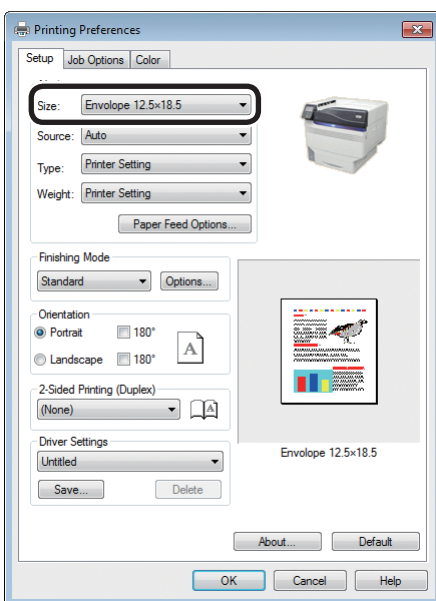 Printing Preferences
Setup Job Options Color
Size: Envolope 12.5×18.5
Source: Auto
Type: Printer Setting
Weight: Printer Setting
Paper Feed Options...
Finishing Mode
Standard Options...
Orientation
Portrait 180°
Landscape 180°
A
2-Sided Printing (Duplex)
(None) A
Driver Settings
Untitled
Save... Delete
Envolope 12.5×18.5
About... Default
OK Cancel Help